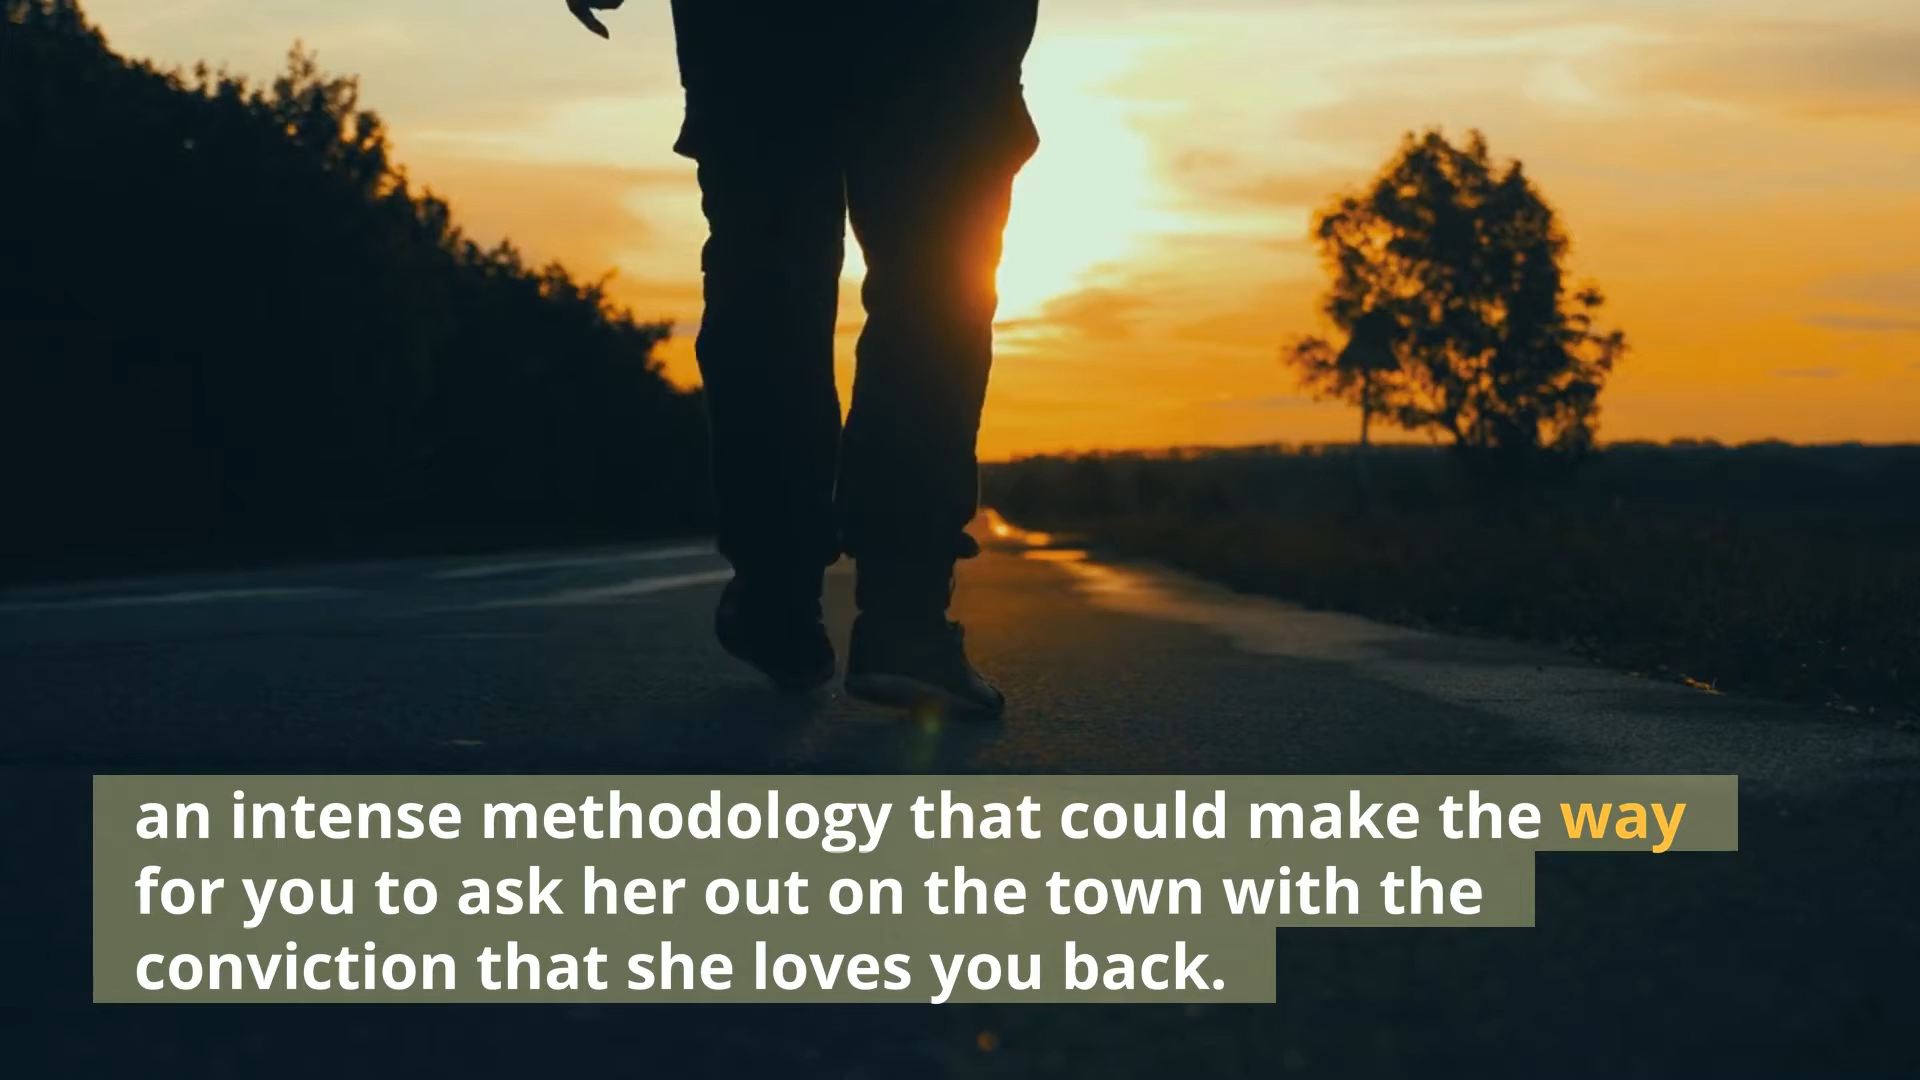 an intense methodology that could make the way
for you to ask her out on the town with the
conviction that she loves you back.